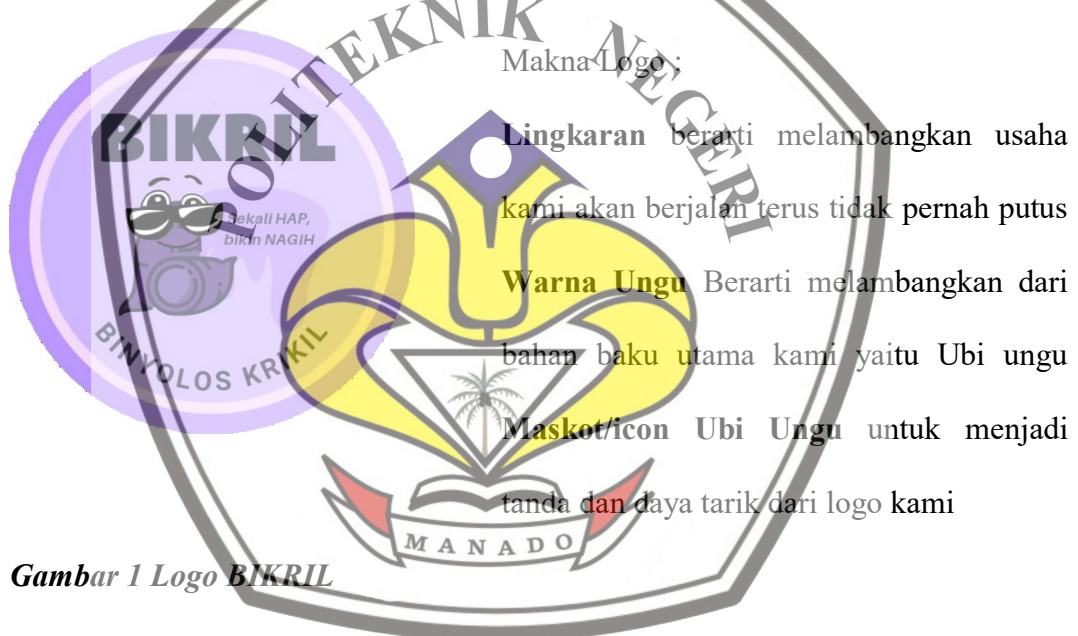 POLITEKNIK NEGERI
MANADO
BIKRIL
Sekali HAP,
bikin NAGIH
BINYOLOS KRIKIL
Makna Logo :
Lingkaran berarti melambangkan usaha
kami akan berjalan terus tidak pernah putus
Warna Ungu Berarti melambangkan dari
bahan baku utama kami yaitu Ubi ungu
Maskot/icon Ubi Ungu untuk menjadi
tanda dan daya tarik dari logo kami
Gambar 1 Logo BIKRIL